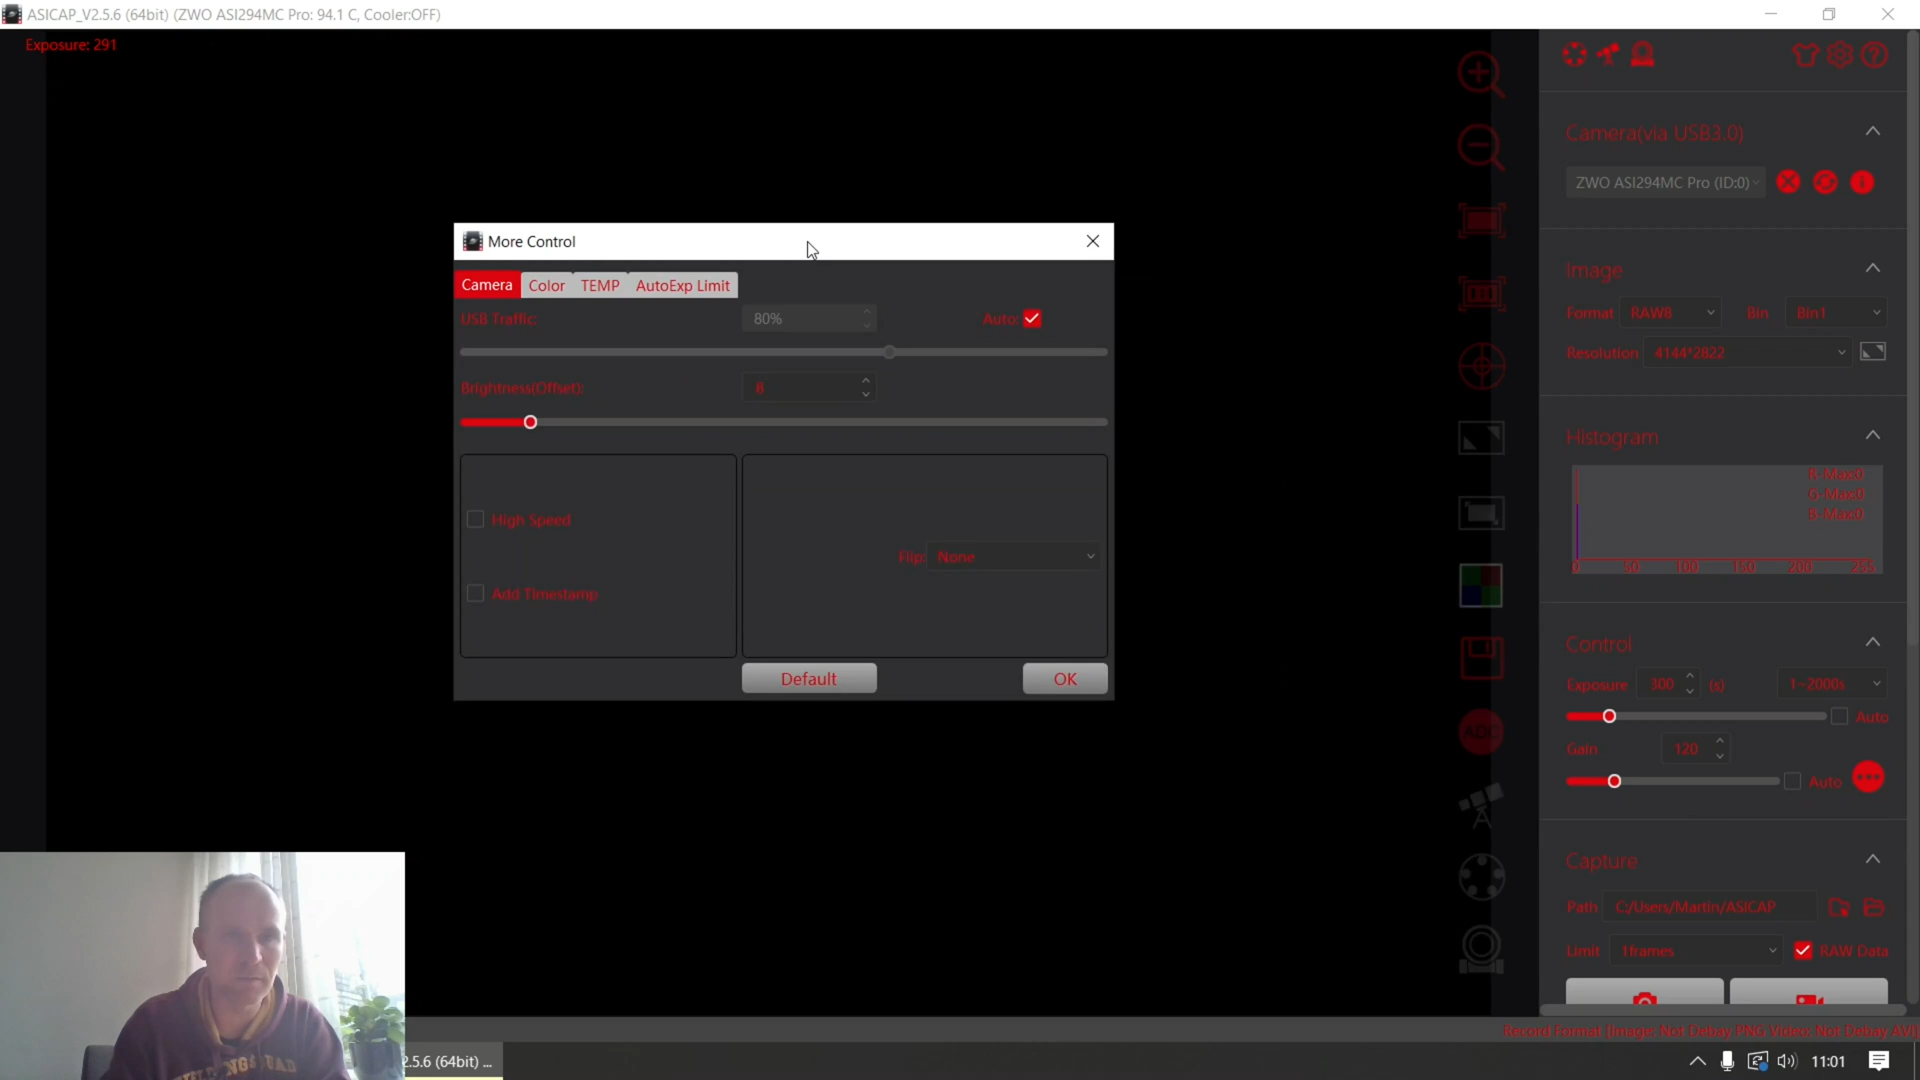 ASICAP_V2.5.6 (64bit) (ZWO ASI294MC Pro: 94.1 C, Cooler:OFF)
Exposure: 291
Camera(via USB3.0)
ZWO ASI294MC Pro (ID:0)
Image
Format RAW8 Bin Bin1
Resolution 4144*2822
Histogram
R-Max:0
G-Max:0
B-Max:0
0 50 100 150 200 255
Control
Exposure 300 (s) 1~2000s
Auto
Gain 120
Auto
Capture
Path C:/Users/Martin/ASICAP
Limit 1frames RAW Data
Record Format [Image: Not Debay PNG Video: Not Debay AVI]
More Control
Camera Color TEMP AutoExp Limit
USB Traffic: 80% Auto:
Brightness(Offset): 8
High Speed
Flip: None
Add Timestamp
Default OK
ADC
2.5.6 (64bit) ...
11:01